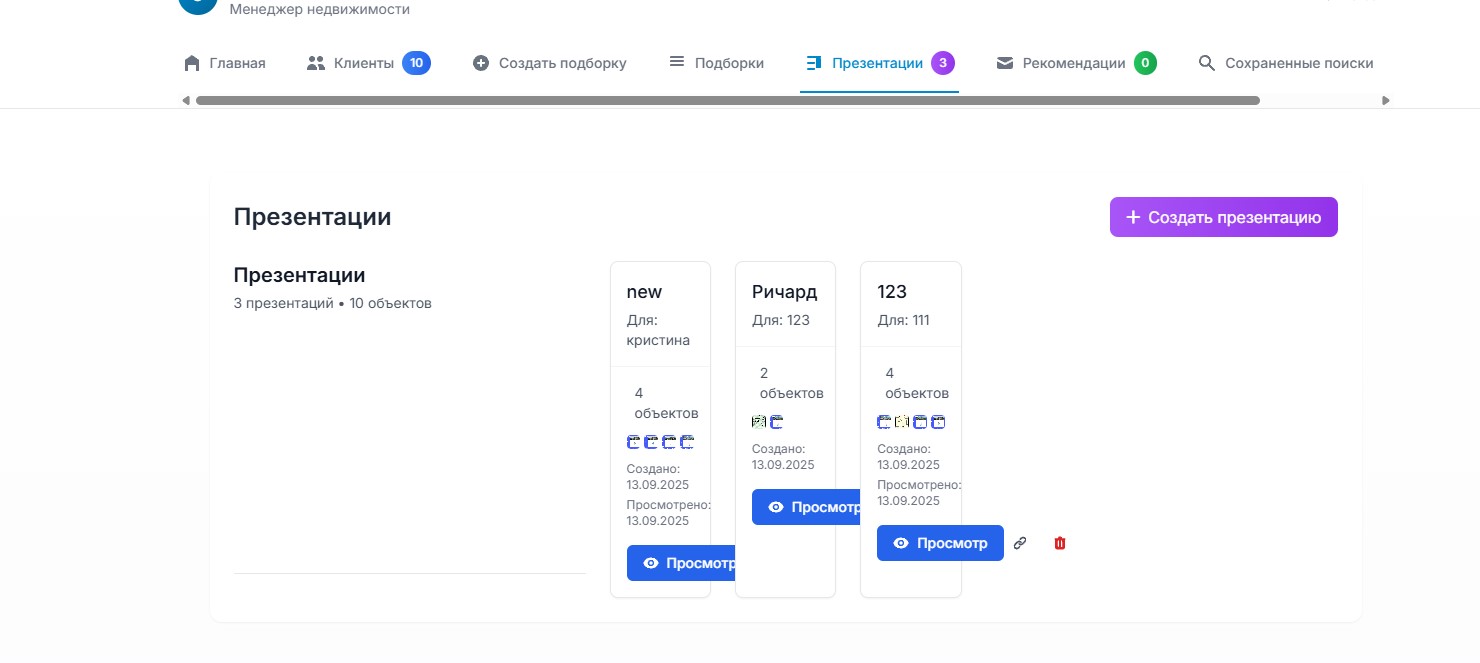 Менеджер недвижимости
Главная
Клиенты 10
Создать подборку
Подборки
Презентации 3
Рекомендации 0
Сохраненные поиски
Презентации
Создать презентацию
Презентации
3 презентаций • 10 объектов
new
Для:
кристина
4
объектов
Создано:
13.09.2025
Просмотрено:
13.09.2025
Просмотр
Ричард
Для: 123
2
объектов
Создано:
13.09.2025
Просмотр
123
Для: 111
4
объектов
Создано:
13.09.2025
Просмотрено:
13.09.2025
Просмотр